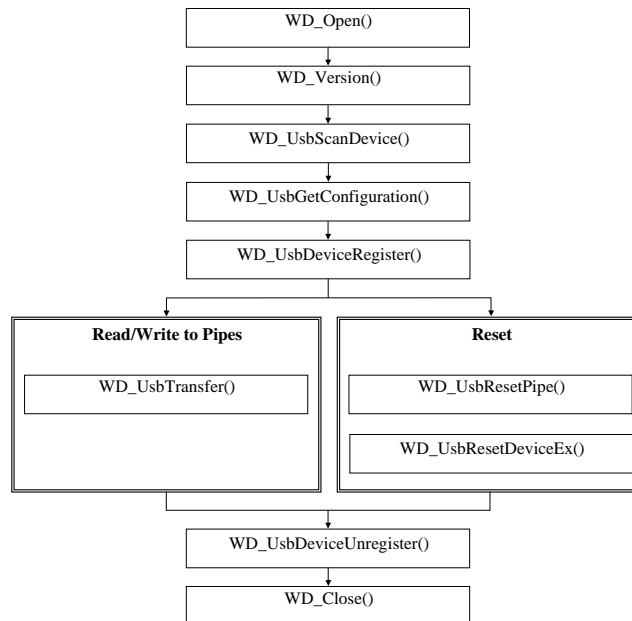 WD_Open()
WD_Version()
WD_UsbScanDevice()
WD_UsbGetConfiguration()
WD_UsbDeviceRegister()
Read/Write to Pipes
WD_UsbTransfer()
Reset
WD_UsbResetPipe()
WD_UsbResetDeviceEx()
WD_UsbDeviceUnregister()
WD_Close()